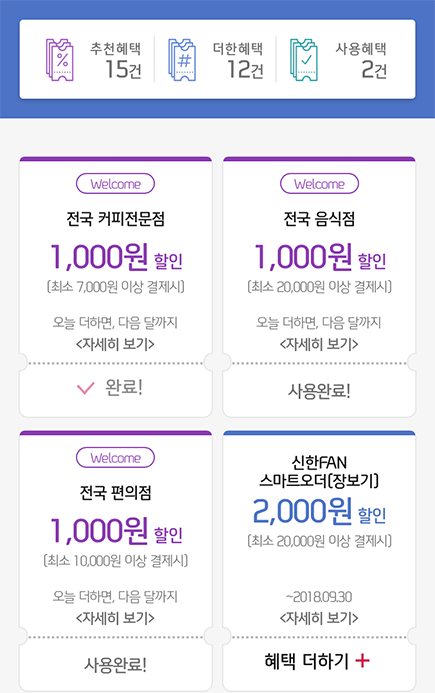 추천혜택
15건
더한혜택
12건
사용혜택
2건
Welcome
전국 커피전문점
1,000원 할인
(최소 7,000원 이상 결제시)
오늘 더하면, 다음 달까지
<자세히 보기>
완료!
Welcome
전국 음식점
1,000원 할인
(최소 20,000원 이상 결제시)
오늘 더하면, 다음 달까지
<자세히 보기>
사용완료!
Welcome
전국 편의점
1,000원 할인
(최소 10,000원 이상 결제시)
오늘 더하면, 다음 달까지
<자세히 보기>
사용완료!
신한FAN
스마트오더(장보기)
2,000원 할인
(최소 20,000원 이상 결제시)
~2018.09.30
<자세히 보기>
혜택 더하기 +